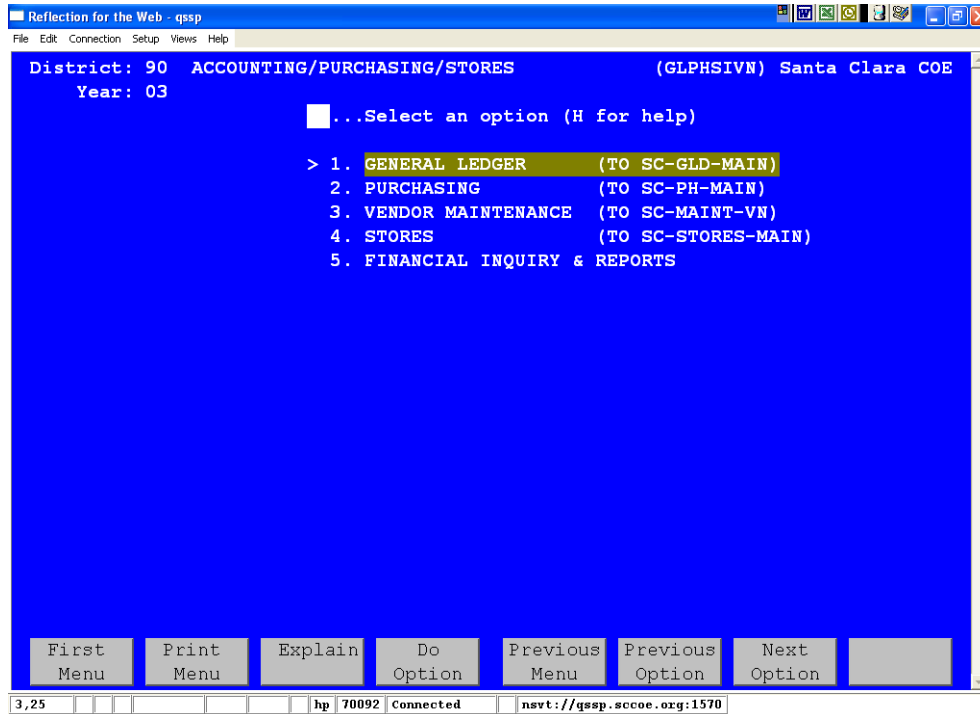 Reflection for the Web - qssp
File Edit Connection Setup Views Help
District: 90 ACCOUNTING/PURCHASING/STORES (GLPHSIVN) Santa Clara COE
Year: 03
...Select an option (H for help)
> 1. GENERAL LEDGER (TO SC-GLD-MAIN)
2. PURCHASING (TO SC-PH-MAIN)
3. VENDOR MAINTENANCE (TO SC-MAINT-VN)
4. STORES (TO SC-STORES-MAIN)
5. FINANCIAL INQUIRY & REPORTS
First Menu Print Menu Explain Do Option Previous Menu Previous Option Next Option
3,25 hp 70092 Connected nsvt://qssp.sccoe.org:1570